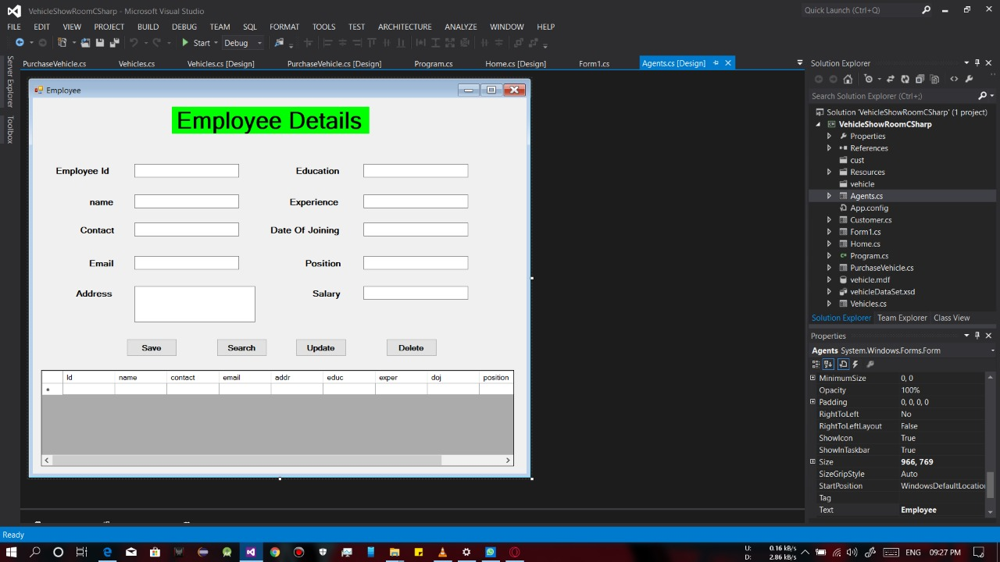 VehicleShowRoomCSharp - Microsoft Visual Studio
Quick Launch (Ctrl+Q)
FILE EDIT VIEW PROJECT BUILD DEBUG TEAM SQL FORMAT TOOLS TEST ARCHITECTURE ANALYZE WINDOW HELP
Start Debug
Server Explorer
Toolbox
PurchaseVehicle.cs Vehicles.cs Vehicles.cs [Design] PurchaseVehicle.cs [Design] Program.cs Home.cs [Design] Form1.cs Agents.cs [Design]
Employee
Employee Details
Employee Id Education
name Experience
Contact Date Of Joining
Email Position
Address Salary
Save Search Update Delete
Id name contact email addr educ exper doj position
*
Solution Explorer
Search Solution Explorer (Ctrl+;)
Solution 'VehicleShowRoomCSharp' (1 project)
VehicleShowRoomCSharp
Properties
References
cust
Resources
vehicle
Agents.cs
App.config
Customer.cs
Form1.cs
Home.cs
Program.cs
PurchaseVehicle.cs
vehicle.mdf
vehicleDataSet.xsd
Vehicles.cs
Solution Explorer Team Explorer Class View
Properties
Agents System.Windows.Forms.Form
MinimumSize 0, 0
Opacity 100%
Padding 0, 0, 0, 0
RightToLeft No
RightToLeftLayout False
ShowIcon True
ShowInTaskbar True
Size 966, 769
SizeGripStyle Auto
StartPosition WindowsDefaultLocation
Tag
Text Employee
Ready
U: 0.16 kB/s
D: 2.86 kB/s
ENG 09:27 PM